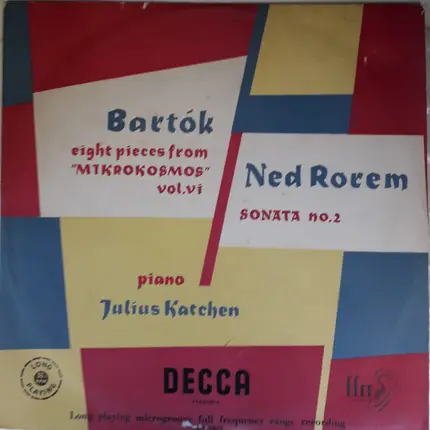 Bartók
eight pieces from
"MIKROKOSMOS"
vol.vi
Ned Rorem
SONATA no.2
piano
Julius Katchen
LONG
PLAYING
DECCA
ffrr
Long playing microgroove full frequency range recording